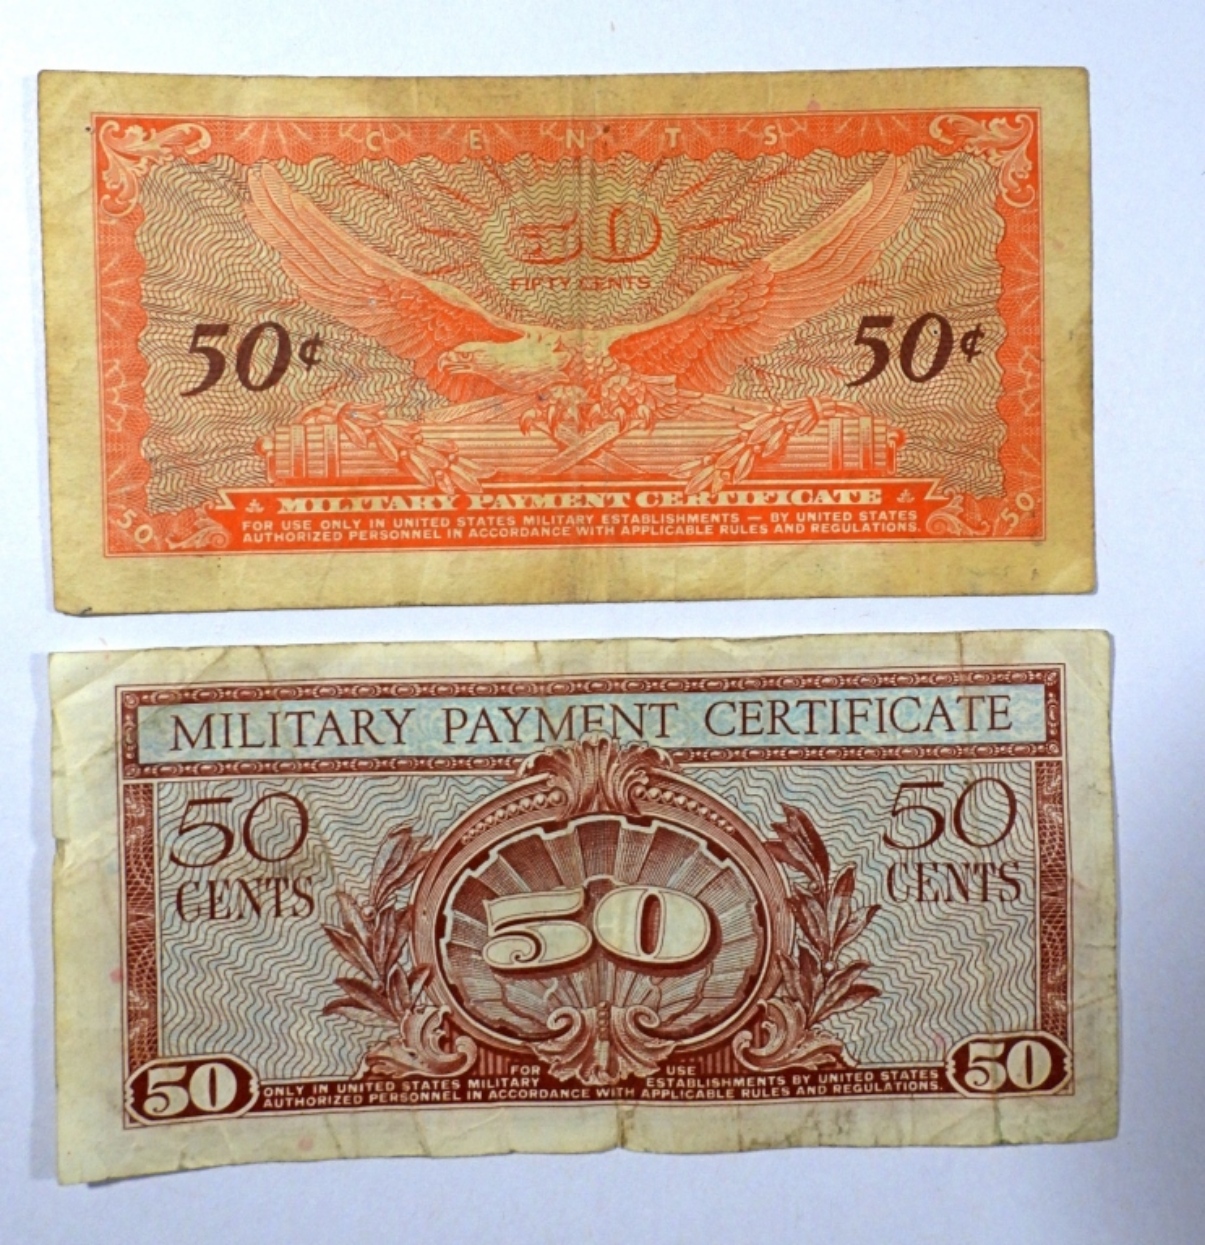 CENTS
50
FIFTY CENTS
50¢ 50¢
MILITARY PAYMENT CERTIFICATE
50 FOR USE ONLY IN UNITED STATES MILITARY ESTABLISHMENTS — BY UNITED STATES 50
AUTHORIZED PERSONNEL IN ACCORDANCE WITH APPLICABLE RULES AND REGULATIONS.
MILITARY PAYMENT CERTIFICATE
50 50
CENTS CENTS
50
FOR USE
50 ONLY IN UNITED STATES MILITARY ESTABLISHMENTS BY UNITED STATES 50
AUTHORIZED PERSONNEL IN ACCORDANCE WITH APPLICABLE RULES AND REGULATIONS.